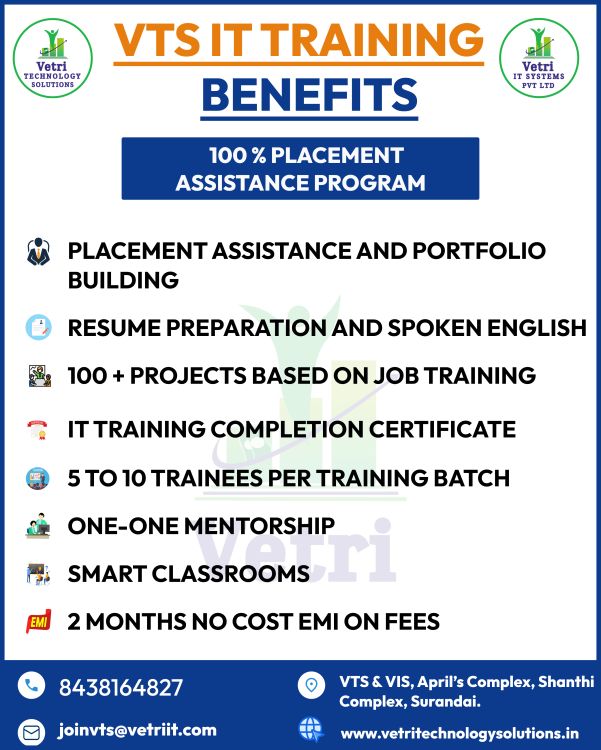 Vetri
TECHNOLOGY
SOLUTIONS
VTS IT TRAINING
BENEFITS
Vetri
IT SYSTEMS
PVT LTD
100 % PLACEMENT
ASSISTANCE PROGRAM
PLACEMENT ASSISTANCE AND PORTFOLIO
BUILDING
RESUME PREPARATION AND SPOKEN ENGLISH
100 + PROJECTS BASED ON JOB TRAINING
IT TRAINING COMPLETION CERTIFICATE
5 TO 10 TRAINEES PER TRAINING BATCH
ONE-ONE MENTORSHIP
Vetri
SMART CLASSROOMS
EMI
2 MONTHS NO COST EMI ON FEES
8438164827
joinvts@vetriit.com
VTS & VIS, April's Complex, Shanthi
Complex, Surandai.
www.vetritechnologysolutions.in